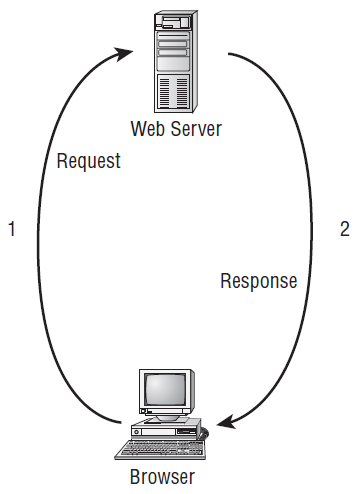 Web Server
Request
1
2
Response
Browser